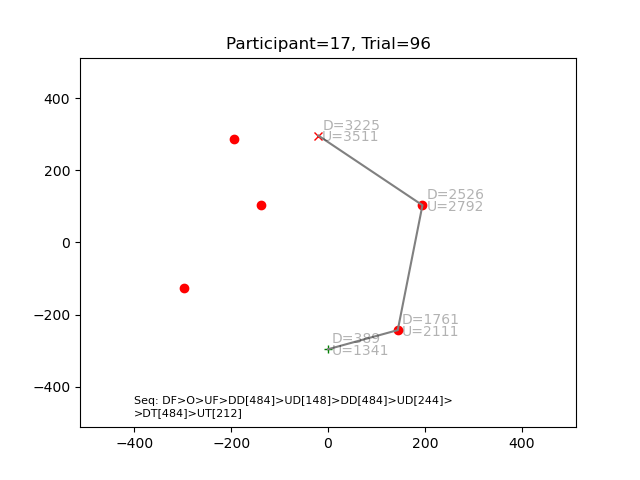 Participant=17, Trial=96
400
200
0
−200
−400
D=3225
U=3511
D=2526
U=2792
D=1761
U=2111
D=389
U=1341
Seq: DF>O>UF>DD[484]>UD[148]>DD[484]>UD[244]>
>DT[484]>UT[212]
−400 −200 0 200 400